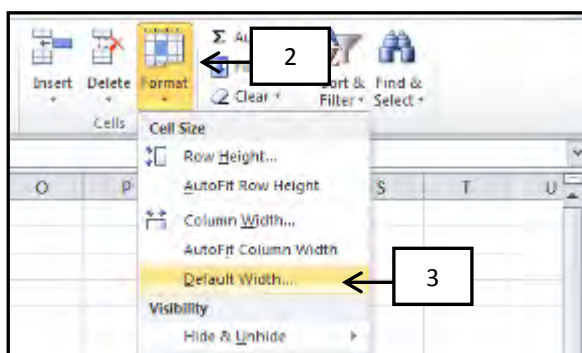 Σ Au
2
Insert Delete Format
Sort & Find &
Clear Filter Select
Cells
Cell Size
Row Height...
AutoFit Row Height
O P S T U
Column Width...
AutoFit Column Width
Default Width...
3
Visibility
Hide & Unhide